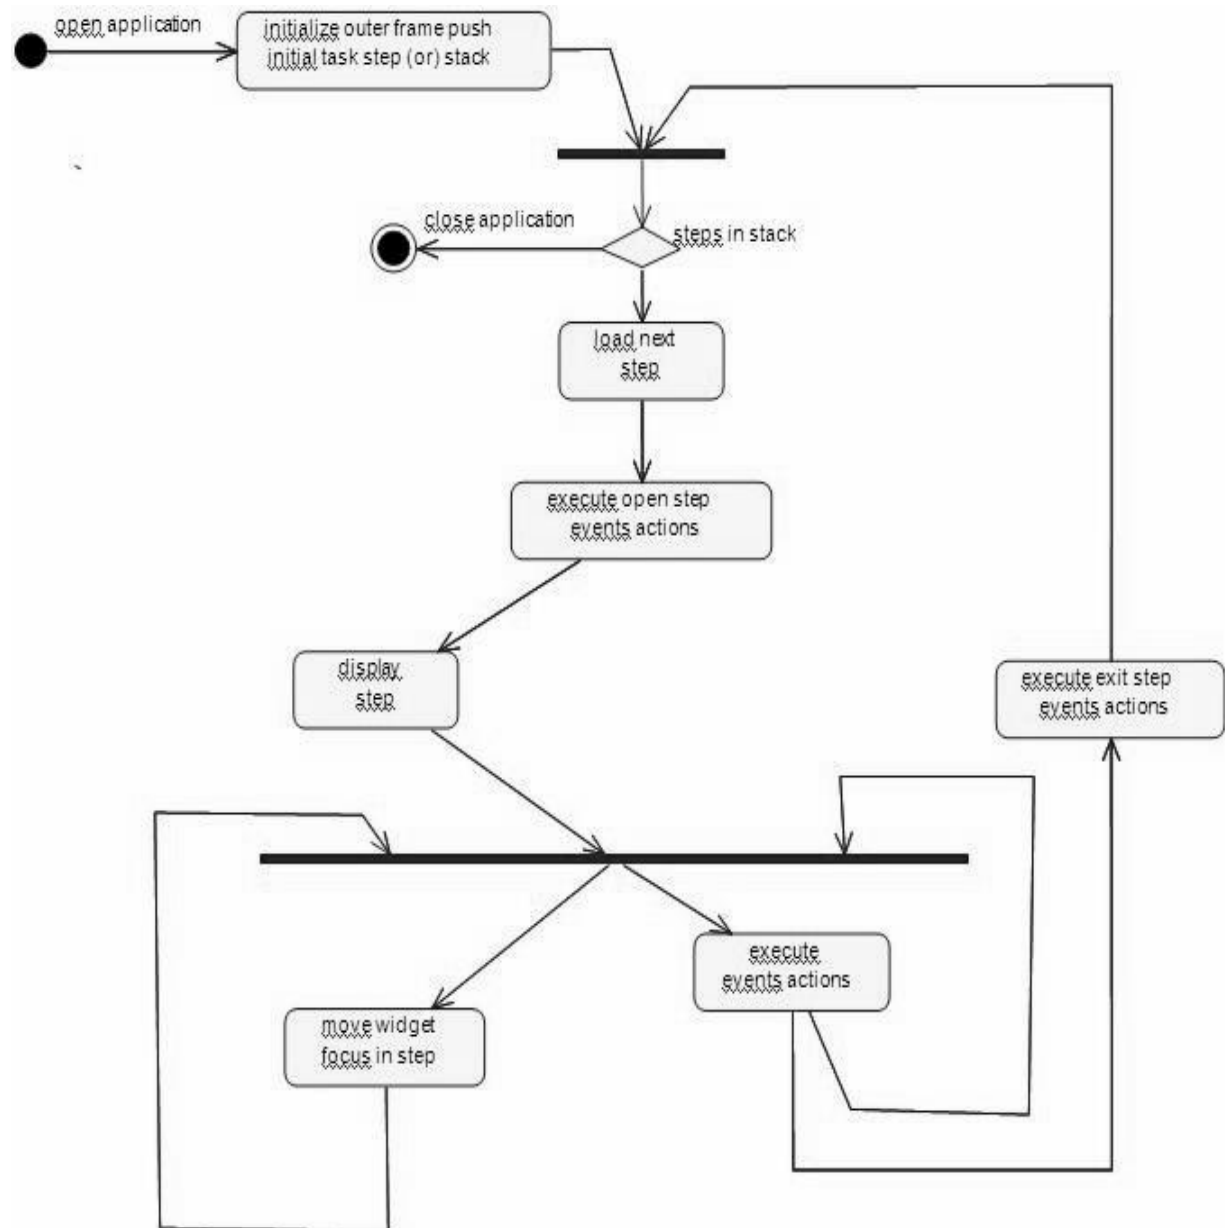 open application
initialize outer frame push
initial task step (or) stack
close application
steps in stack
load next
step
execute open step
events actions
display
step
execute exit step
events actions
execute
events actions
move widget
focus in step